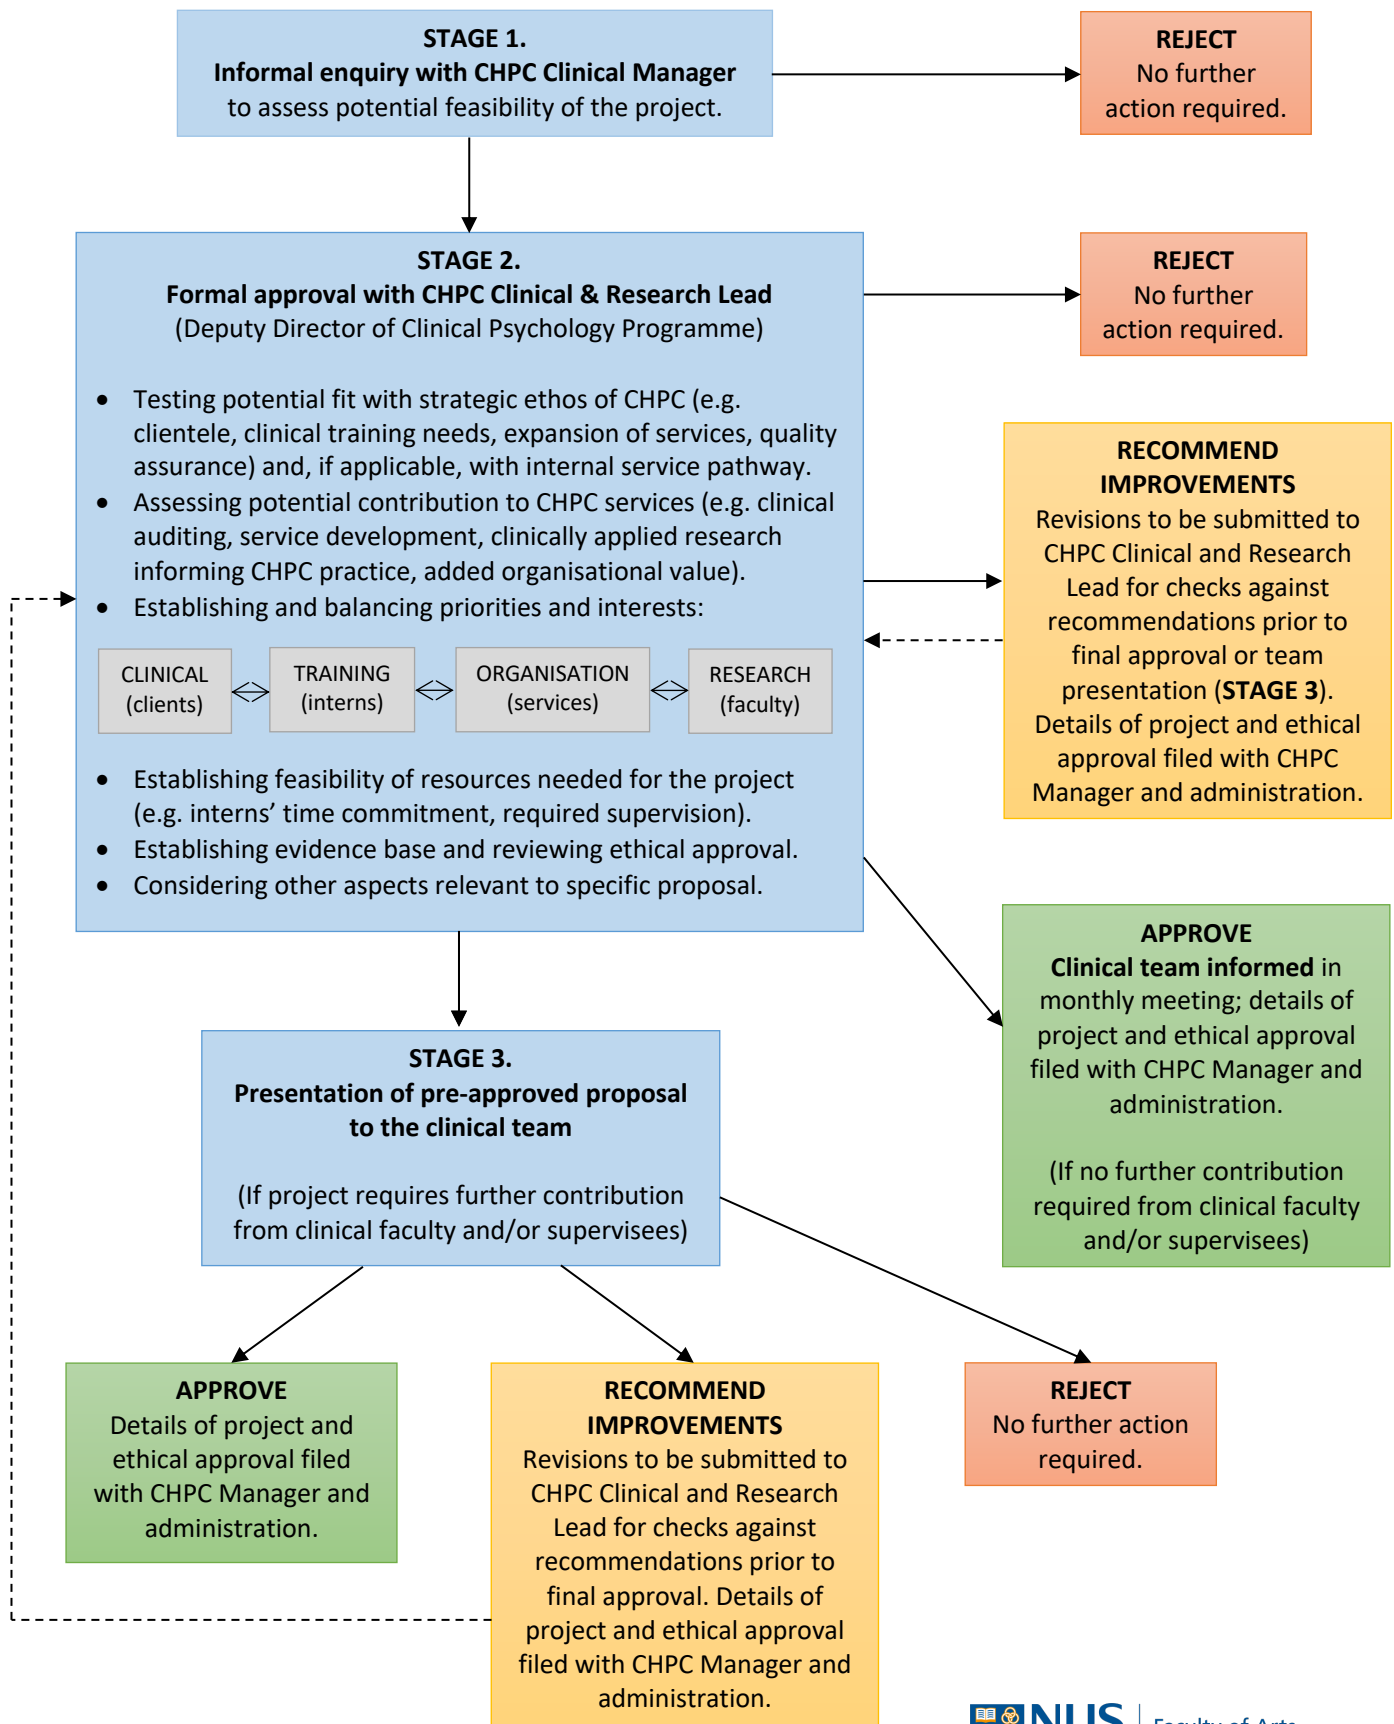 STAGE 1.
Informal enquiry with CHPC Clinical Manager
to assess potential feasibility of the project.
REJECT
No further
action required.
STAGE 2.
Formal approval with CHPC Clinical & Research Lead
(Deputy Director of Clinical Psychology Programme)
• Testing potential fit with strategic ethos of CHPC (e.g.
clientele, clinical training needs, expansion of services, quality
assurance) and, if applicable, with internal service pathway.
• Assessing potential contribution to CHPC services (e.g. clinical
auditing, service development, clinically applied research
informing CHPC practice, added organisational value).
• Establishing and balancing priorities and interests:
CLINICAL
(clients)
TRAINING
(interns)
ORGANISATION
(services)
RESEARCH
(faculty)
• Establishing feasibility of resources needed for the project
(e.g. interns’ time commitment, required supervision).
• Establishing evidence base and reviewing ethical approval.
• Considering other aspects relevant to specific proposal.
REJECT
No further
action required.
RECOMMEND
IMPROVEMENTS
Revisions to be submitted to
CHPC Clinical and Research
Lead for checks against
recommendations prior to
final approval or team
presentation (STAGE 3).
Details of project and ethical
approval filed with CHPC
Manager and administration.
APPROVE
Clinical team informed in
monthly meeting; details of
project and ethical approval
filed with CHPC Manager and
administration.
(If no further contribution
required from clinical faculty
and/or supervisees)
STAGE 3.
Presentation of pre-approved proposal
to the clinical team
(If project requires further contribution
from clinical faculty and/or supervisees)
APPROVE
Details of project and
ethical approval filed
with CHPC Manager and
administration.
RECOMMEND
IMPROVEMENTS
Revisions to be submitted to
CHPC Clinical and Research
Lead for checks against
recommendations prior to
final approval. Details of
project and ethical approval
filed with CHPC Manager and
administration.
REJECT
No further action
required.
NUS
Faculty of Arts